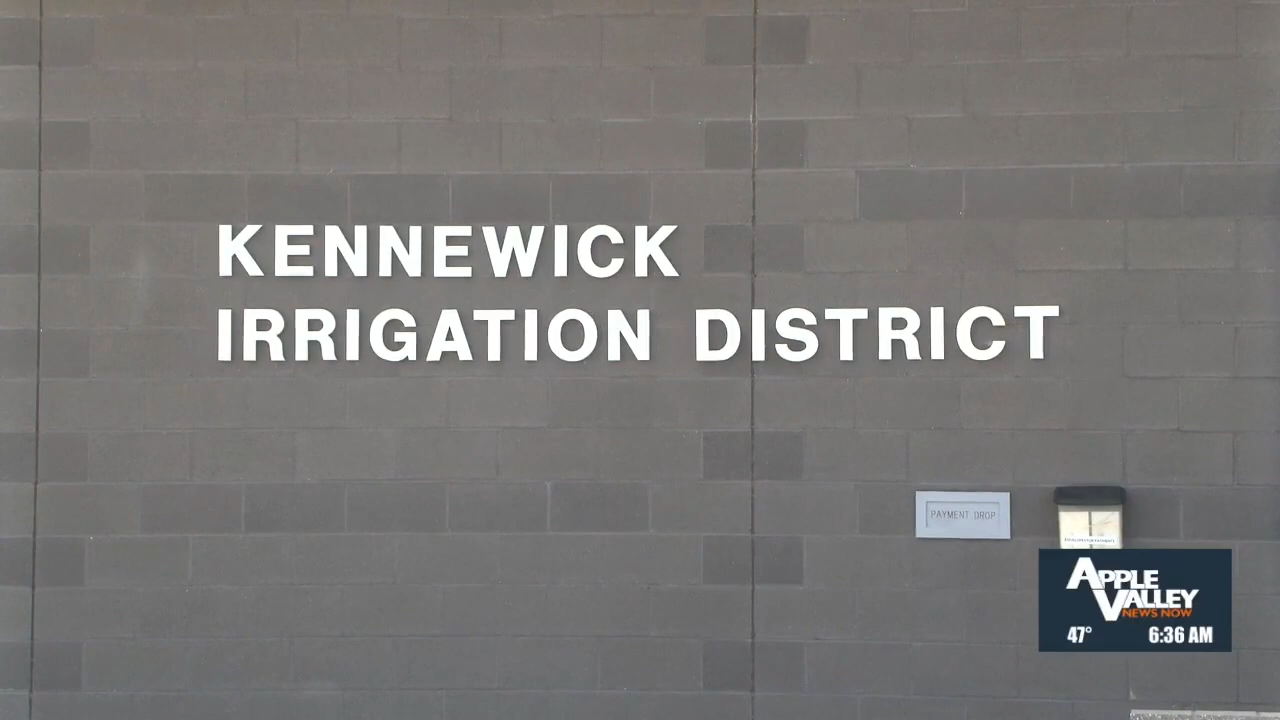 KENNEWICK
IRRIGATION DISTRICT
PAYMENT DROP
APPLE
VALLEY
NEWS NOW
47° 6:36 AM